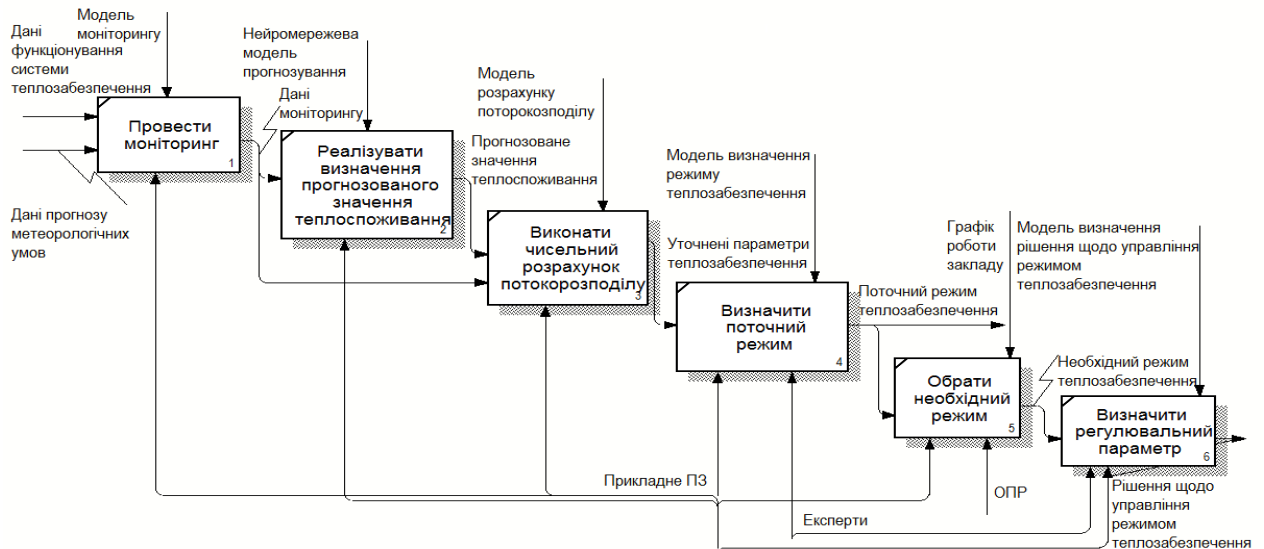 Модель
моніторингу
Дані
функціонування
системи
теплозабезпечення
Нейромережева
модель
прогнозування
Дані
моніторингу
Модель
розрахунку
поторокозподілу
Провести
моніторинг
1
Реалізувати
визначення
прогнозованого
значення
теплоспоживання
2
Прогнозоване
значення
теплоспоживання
Модель визначення
режиму
теплозабезпечення
Дані прогнозу
метеорологічних
умов
Виконати
чисельний
розрахунок
потокорозподілу
3
Уточнені параметри
теплозабезпечення
Графік
роботи
закладу
Модель визначення
рішення щодо управління
режимом
теплозабезпечення
Визначити
поточний
режим
4
Поточний режим
теплозабезпечення
Обрати
необхідний
режим
5
Необхідний режим
теплозабезпечення
Визначити
регулювальний
параметр
6
Прикладне ПЗ
ОПР
Експерти
Рішення щодо
управління
режимом
теплозабезпечення